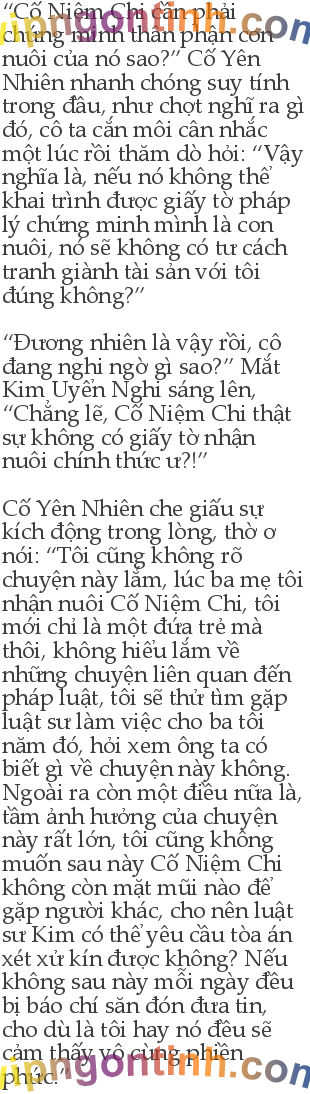 “Cố Niệm Chi cần phải
chứng minh thân phận con
nuôi của nó sao?” Cố Yên
Nhiên nhanh chóng suy tính
trong đầu, như chợt nghĩ ra gì
đó, cô ta cắn môi cân nhắc
một lúc rồi thăm dò hỏi: “Vậy
nghĩa là, nếu nó không thể
khai trình được giấy tờ pháp
lý chứng minh mình là con
nuôi, nó sẽ không có tư cách
tranh giành tài sản với tôi
đúng không?”
“Đương nhiên là vậy rồi, cô
đang nghi ngờ gì sao?” Mắt
Kim Uyển Nghi sáng lên,
“Chẳng lẽ, Cố Niệm Chi thật
sự không có giấy tờ nhận
nuôi chính thức ư?!”
Cố Yên Nhiên che giấu sự
kích động trong lòng, thờ ơ
nói: “Tôi cũng không rõ
chuyện này lắm, lúc ba mẹ tôi
nhận nuôi Cố Niệm Chi, tôi
mới chỉ là một đứa trẻ mà
thôi, không hiểu lắm về
những chuyện liên quan đến
pháp luật, tôi sẽ thử tìm gặp
luật sư làm việc cho ba tôi
năm đó, hỏi xem ông ta có
biết gì về chuyện này không.
Ngoài ra còn một điều nữa là,
tầm ảnh hưởng của chuyện
này rất lớn, tôi cũng không
muốn sau này Cố Niệm Chi
không còn mặt mũi nào để
gặp người khác, cho nên luật
sư Kim có thể yêu cầu tòa án
xét xử kín được không? Nếu
không sau này mỗi ngày đều
bị báo chí săn đón đưa tin,
cho dù là tôi hay nó đều sẽ
cảm thấy vô cùng phiền
phức.”
vipngontinh.com
vipngontinh.com